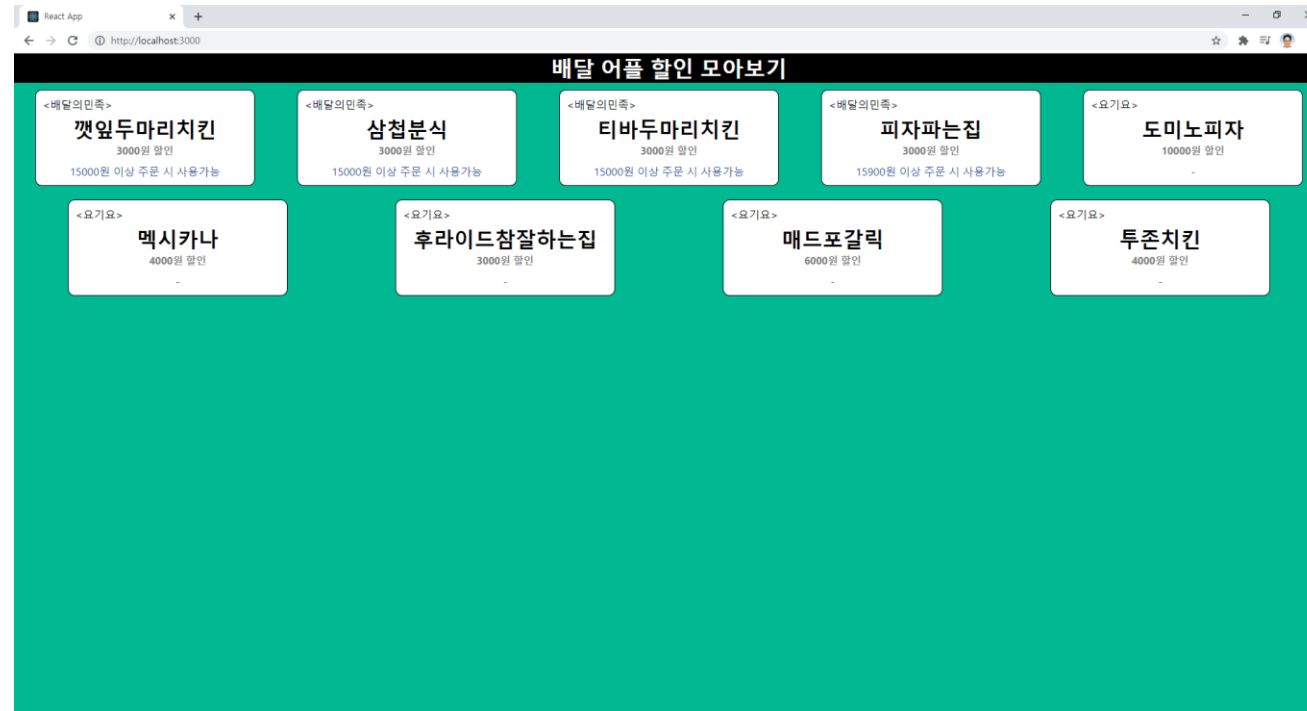 React App
http://localhost:3000
배달 어플 할인 모아보기
<배달의민족>
깻잎두마리치킨
3000원 할인
15000원 이상 주문 시 사용가능
<배달의민족>
삼첩분식
3000원 할인
15000원 이상 주문 시 사용가능
<배달의민족>
티바두마리치킨
3000원 할인
15000원 이상 주문 시 사용가능
<배달의민족>
피자파는집
3000원 할인
15900원 이상 주문 시 사용가능
<요기요>
도미노피자
10000원 할인
-
<요기요>
멕시카나
4000원 할인
-
<요기요>
후라이드참잘하는집
3000원 할인
-
<요기요>
매드포갈릭
6000원 할인
-
<요기요>
투존치킨
4000원 할인
-